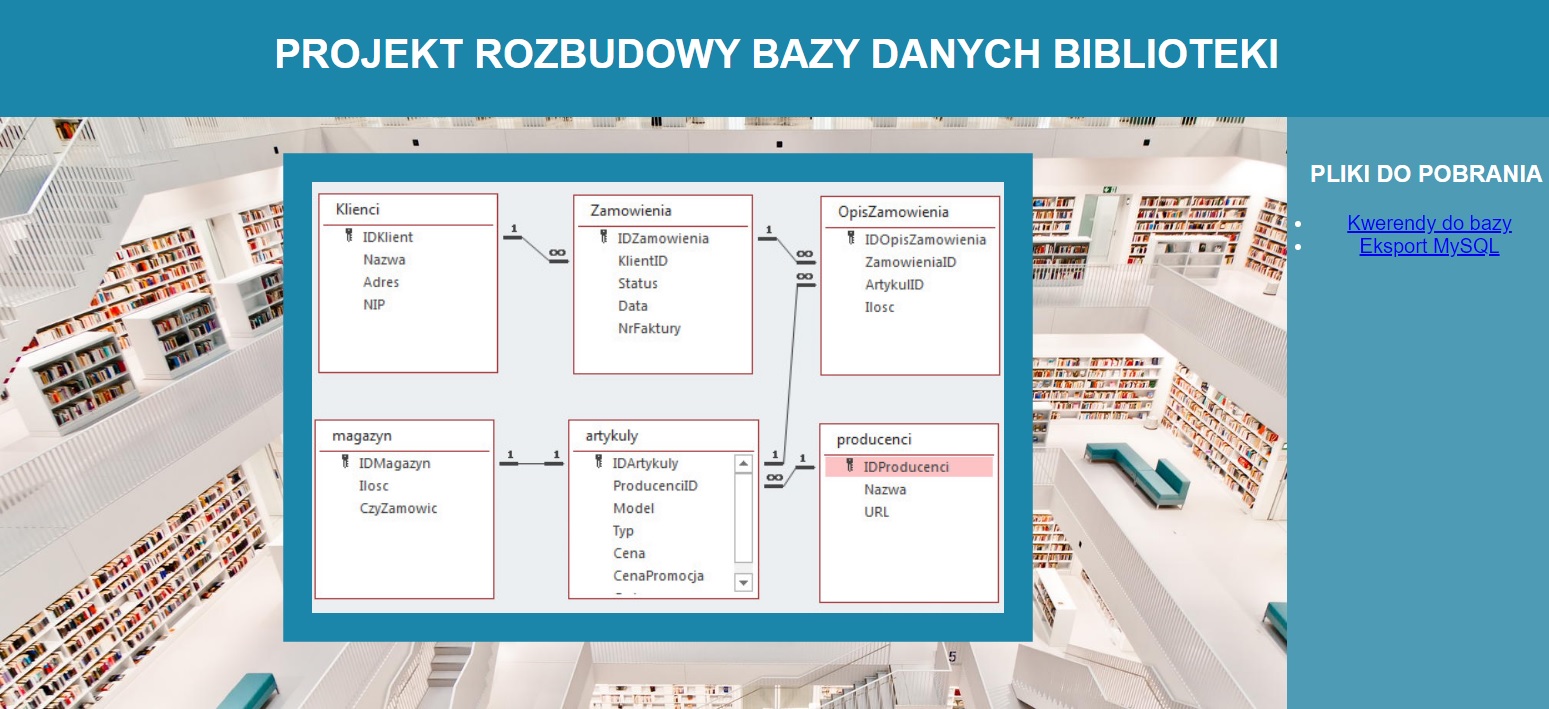 PROJEKT ROZBUDOWY BAZY DANYCH BIBLIOTEKI
Klienci
IDKlient
Nazwa
Adres
NIP
1
∞
Zamowienia
IDZamowienia
KlientID
Status
Data
NrFaktury
1
∞
∞
OpisZamowienia
IDOpisZamowienia
ZamowieniaID
ArtykulID
Ilosc
magazyn
IDMagazyn
Ilosc
CzyZamowic
1
1
artykuly
IDArtykuly
ProducenciID
Model
Typ
Cena
CenaPromocja
1
∞
1
producenci
IDProducenci
Nazwa
URL
5
PLIKI DO POBRANIA
Kwerendy do bazy
Eksport MySQL